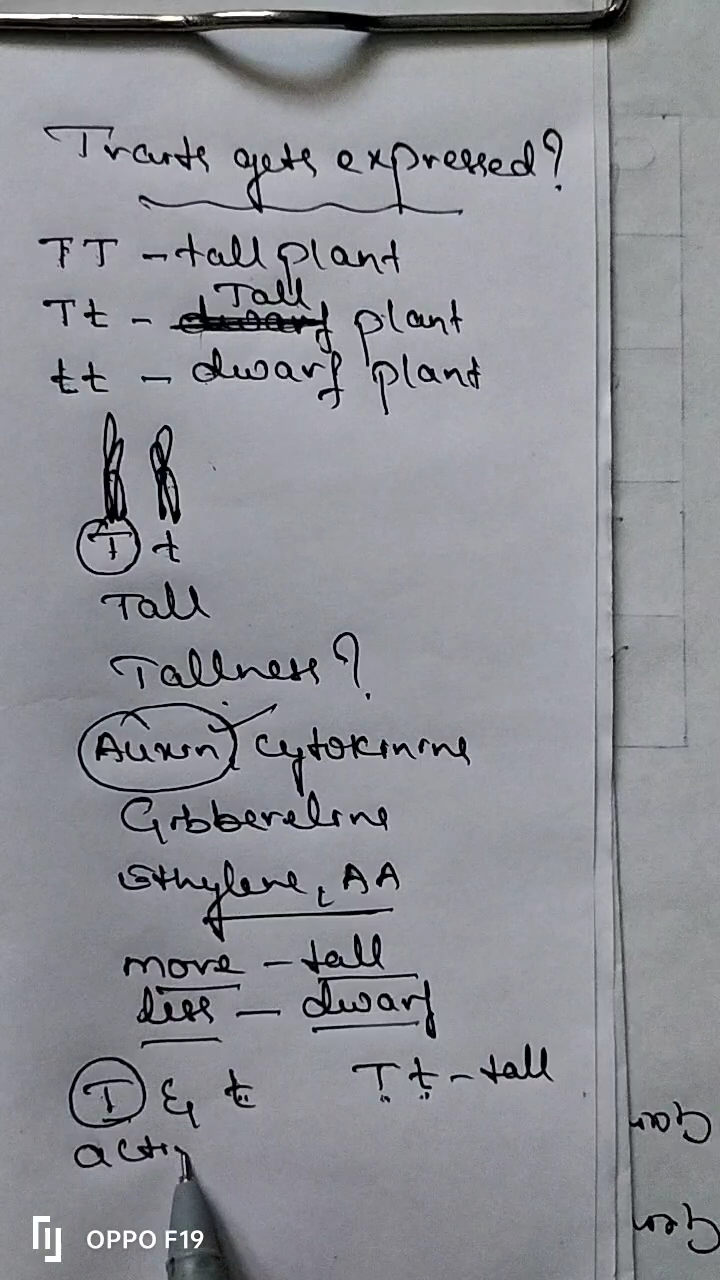 Traits gets expressed?
TT - tall plant
Tt - Tall plant
tt - dwarf plant
T t
Tall
Tallness?
Auxin, cytokinine
Gibbereline
Ethylene, AA
more - tall
less - dwarf
T & t Tt - tall
acti
OPPO F19